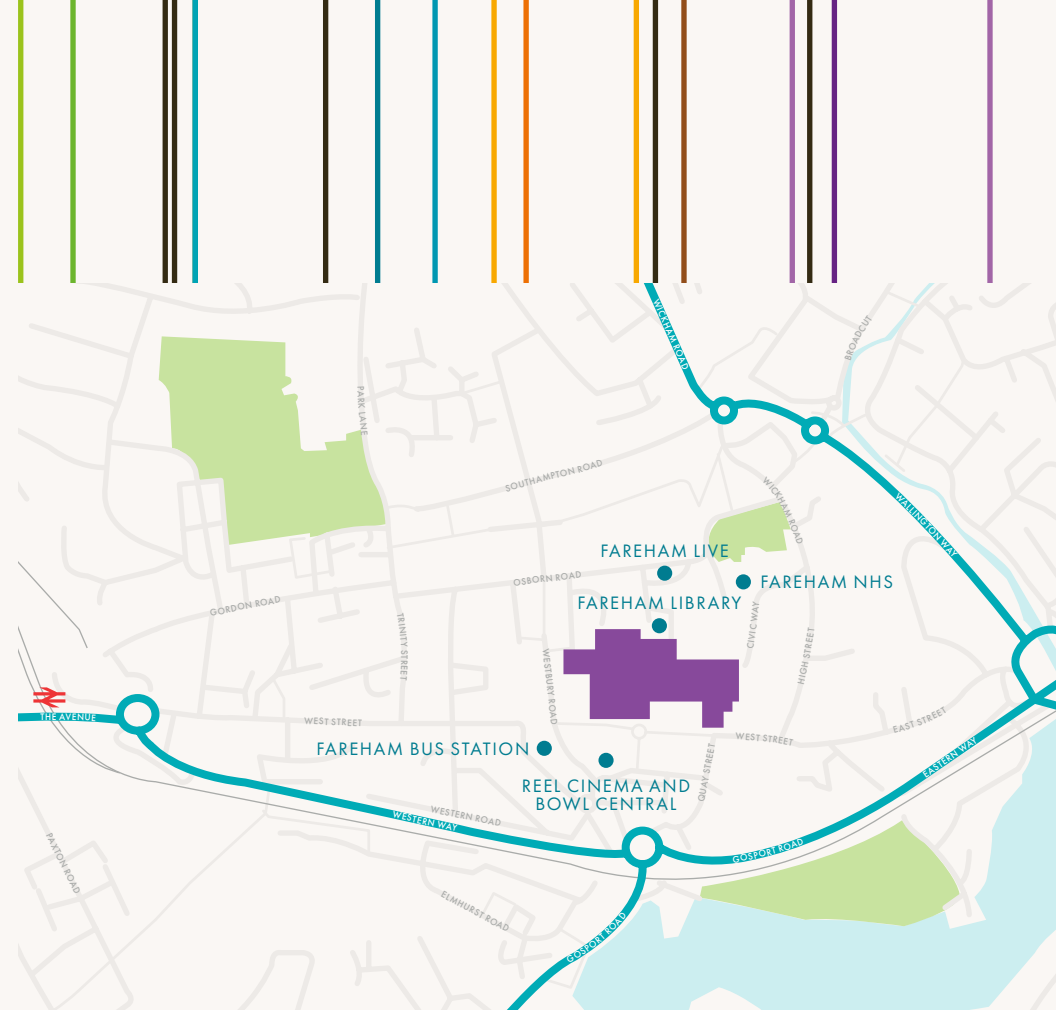 WICKHAM ROAD
BROADCUT
PARK LANE
SOUTHAMPTON ROAD
WICKHAM ROAD
WALLINGTON WAY
FAREHAM LIVE
OSBORN ROAD
FAREHAM NHS
FAREHAM LIBRARY
GORDON ROAD
TRINITY STREET
CIVIC WAY
HIGH STREET
WESTBURY ROAD
THE AVENUE
WEST STREET
EAST STREET
WEST STREET
FAREHAM BUS STATION
EASTERN WAY
QUAY STREET
REEL CINEMA AND
BOWL CENTRAL
WESTERN ROAD
WESTERN WAY
GOSPORT ROAD
PAXTON ROAD
ELMHURST ROAD
GOSPORT ROAD